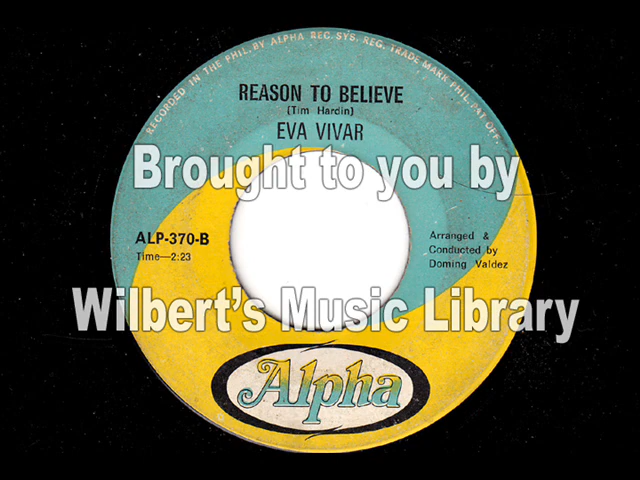 RECORDED IN THE PHIL. BY ALPHA REC. SYS. REG. TRADE MARK PHIL. PAT. OFF.
REASON TO BELIEVE
(Tim Hardin)
EVA VIVAR
Brought to you by
ALP-370-B
Time—2:23
Arranged &
Conducted by
Doming Valdez
Wilbert's Music Library
Alpha